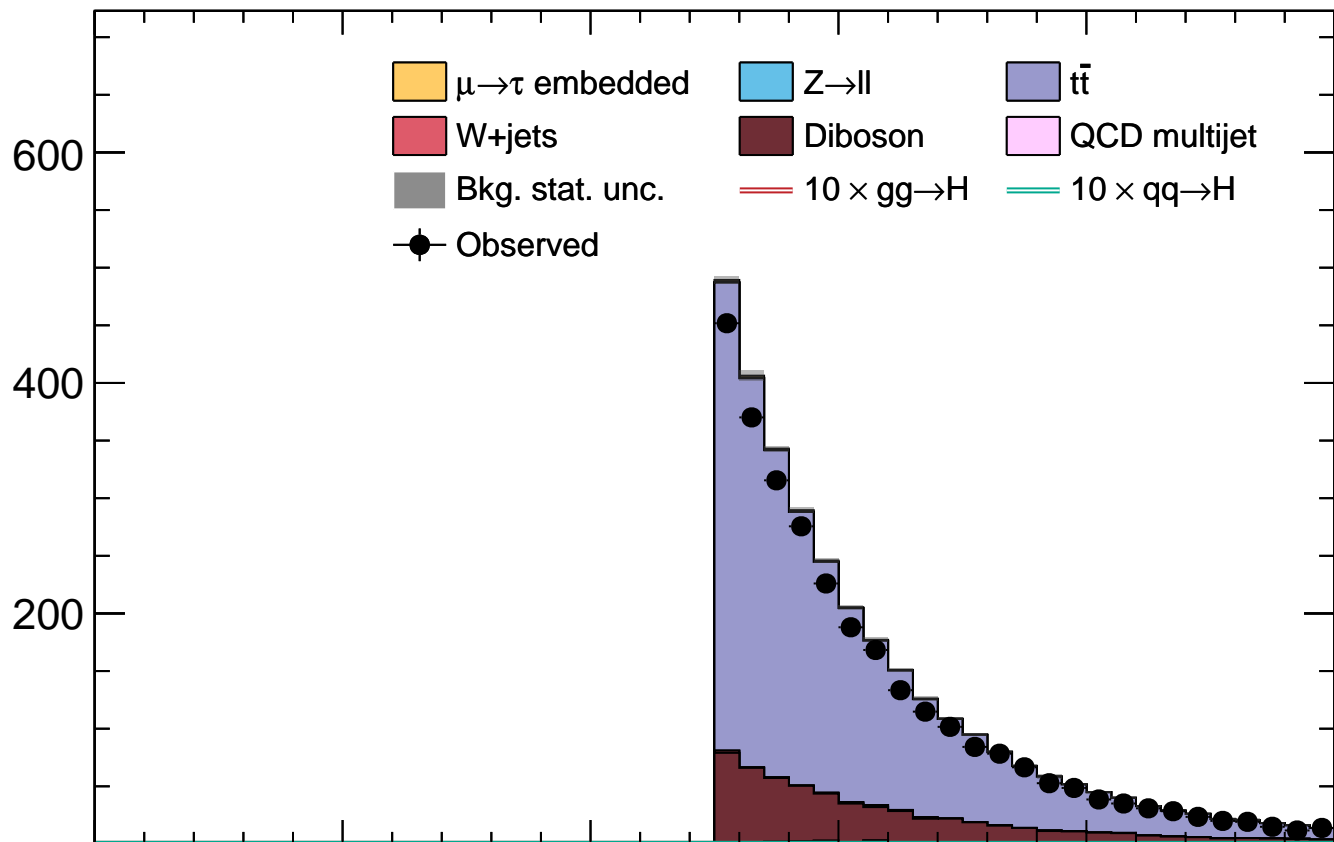 μ→τ embedded Z→ll tt̄
W+jets Diboson QCD multijet
Bkg. stat. unc. 10 × gg→H 10 × qq→H
Observed
600
400
200